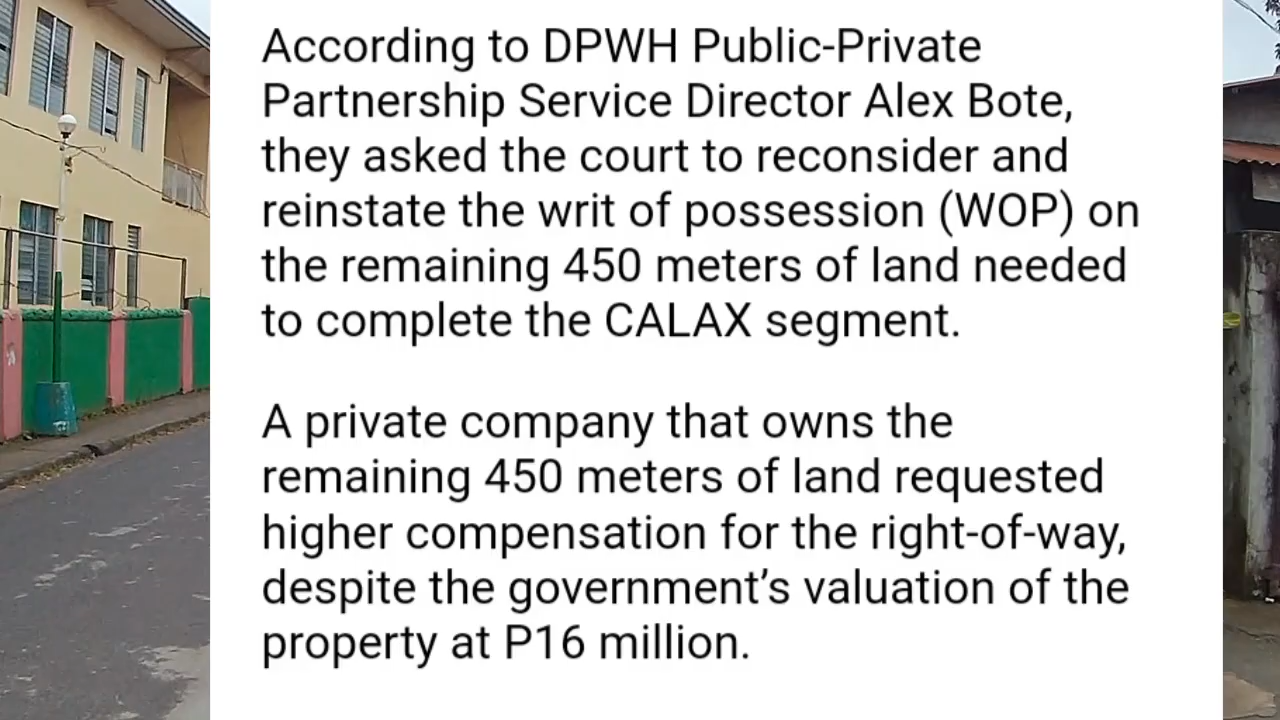 According to DPWH Public-Private
Partnership Service Director Alex Bote,
they asked the court to reconsider and
reinstate the writ of possession (WOP) on
the remaining 450 meters of land needed
to complete the CALAX segment.
A private company that owns the
remaining 450 meters of land requested
higher compensation for the right-of-way,
despite the government’s valuation of the
property at P16 million.